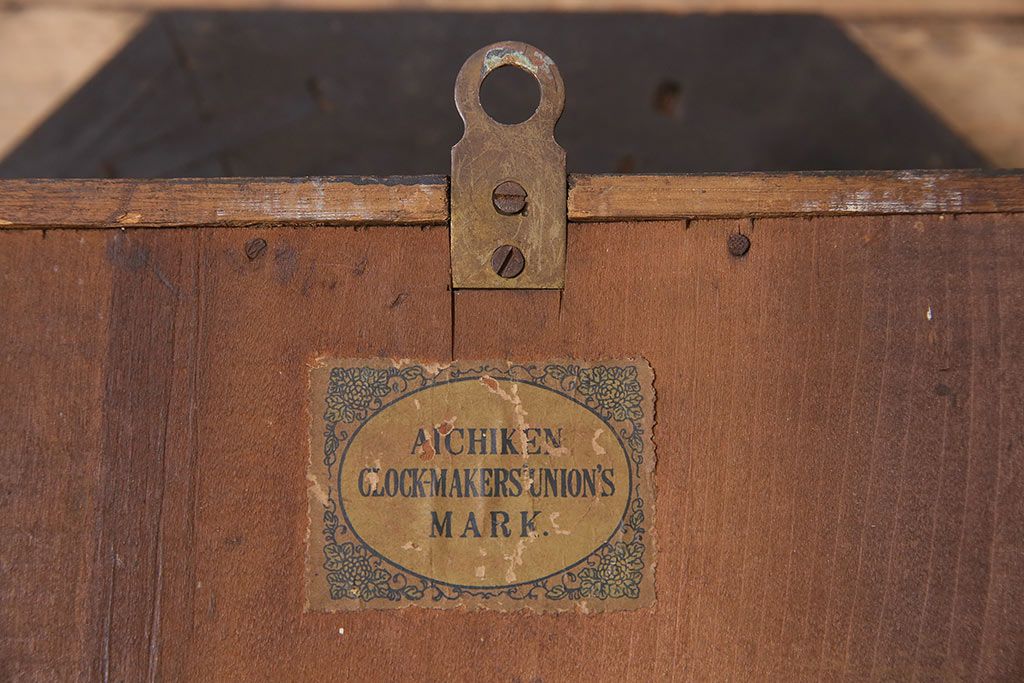 AICHIKEN
CLOCK-MAKERS' UNION'S
MARK.